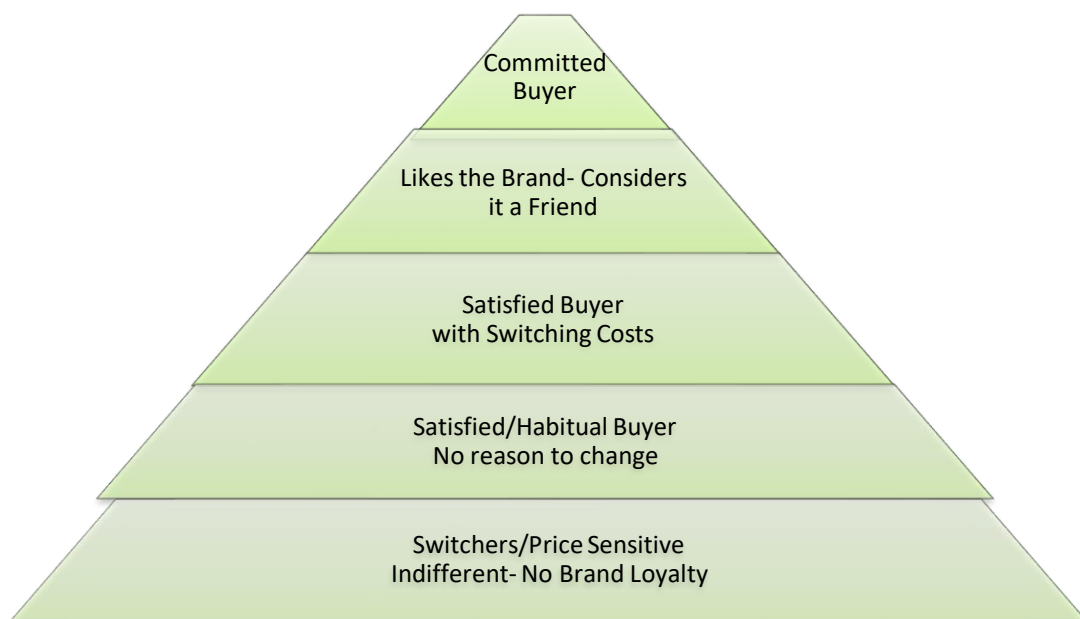 Committed
Buyer
Likes the Brand- Considers
it a Friend
Satisfied Buyer
with Switching Costs
Satisfied/Habitual Buyer
No reason to change
Switchers/Price Sensitive
Indifferent- No Brand Loyalty